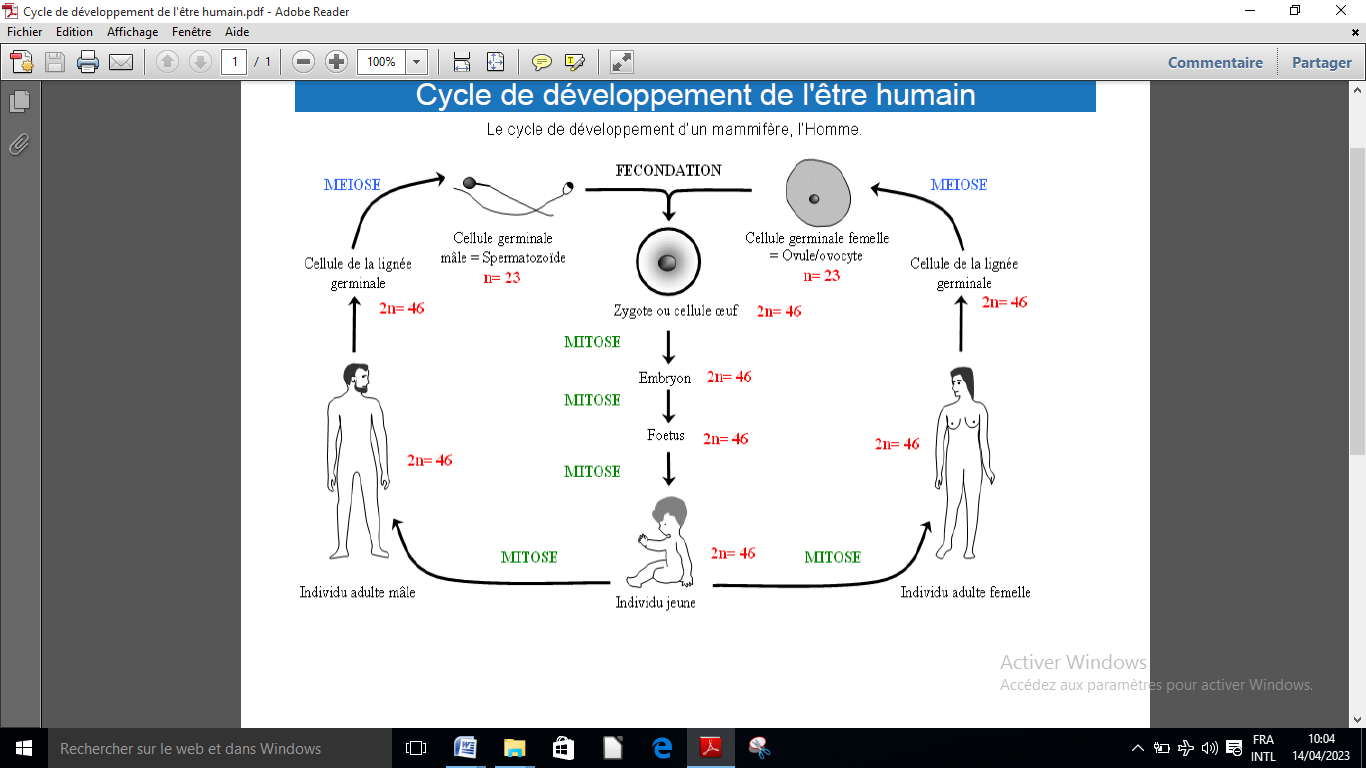 Cycle de développement de l'être humain.pdf - Adobe Reader
Fichier Edition Affichage Fenêtre Aide
1 / 1 100% Commentaire Partager
Cycle de développement de l'être humain
Le cycle de développement d'un mammifère, l'Homme.
FECONDATION
MEIOSE
MEIOSE
Cellule germinale
mâle = Spermatozoïde
n= 23
Cellule germinale femelle
= Ovule/ovocyte
n= 23
Cellule de la lignée
germinale
2n= 46
Cellule de la lignée
germinale
2n= 46
Zygote ou cellule œuf 2n= 46
MITOSE
Embryon 2n= 46
MITOSE
Foetus 2n= 46
MITOSE
2n= 46
2n= 46
2n= 46
MITOSE
MITOSE
Individu adulte mâle
Individu jeune
Individu adulte femelle
Activer Windows
Accédez aux paramètres pour activer Windows.
Rechercher sur le web et dans Windows
FRA
INTL
10:04
14/04/2023